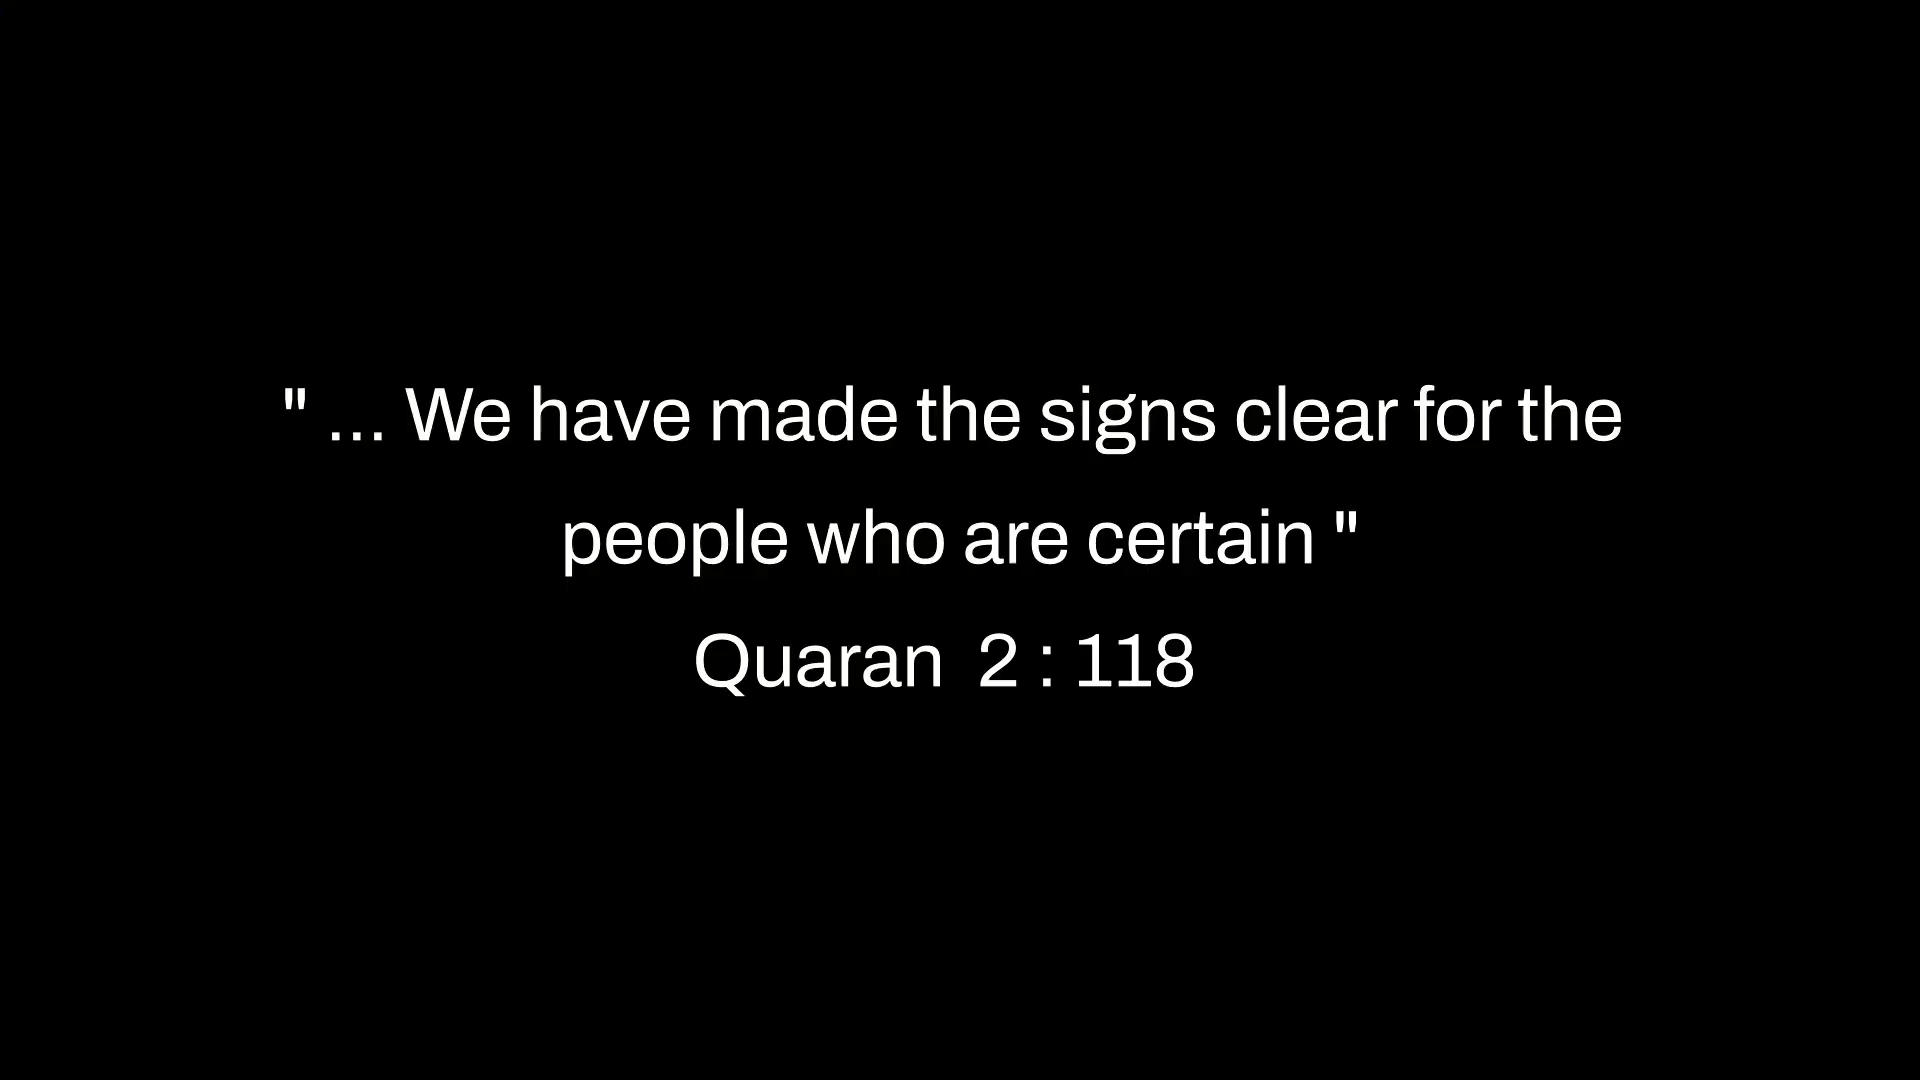 " ... We have made the signs clear for the
people who are certain "
Quaran 2 : 118